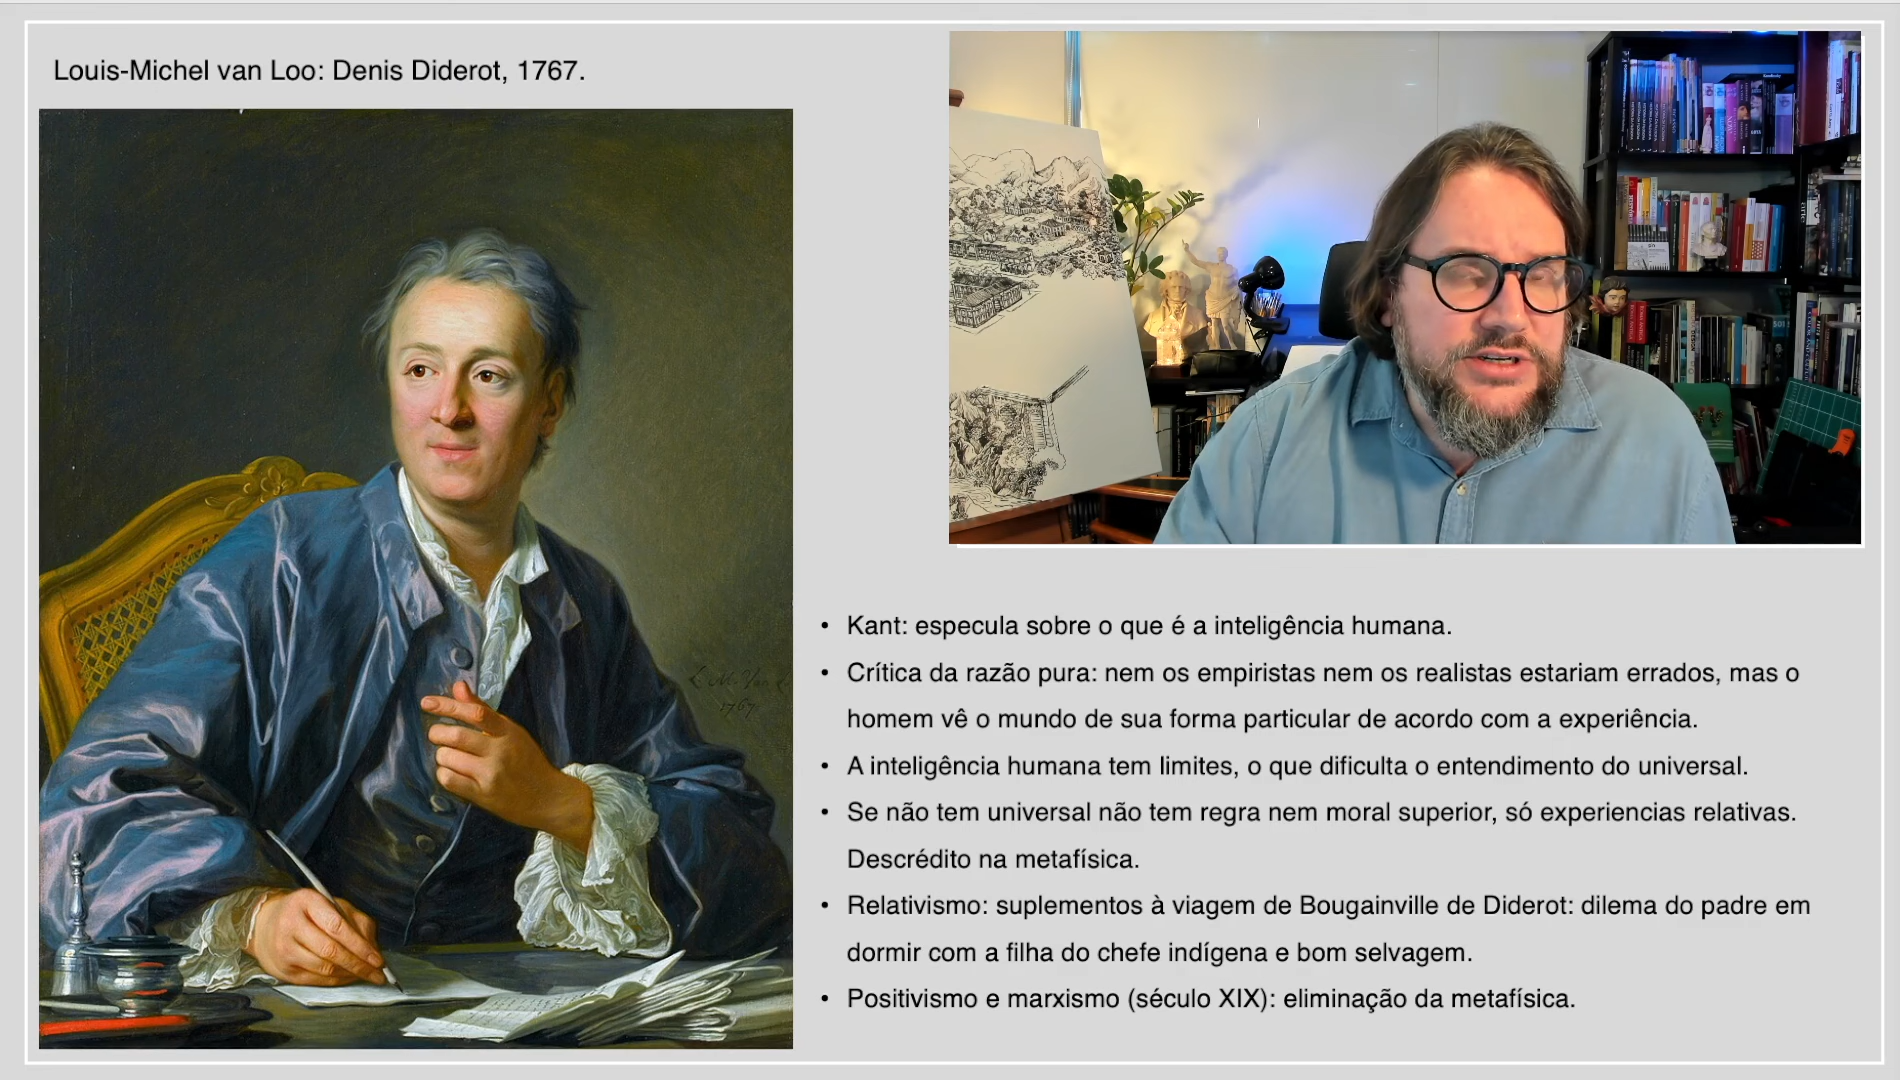 Louis-Michel van Loo: Denis Diderot, 1767.
• Kant: especula sobre o que é a inteligência humana.
• Crítica da razão pura: nem os empiristas nem os realistas estariam errados, mas o
homem vê o mundo de sua forma particular de acordo com a experiência.
• A inteligência humana tem limites, o que dificulta o entendimento do universal.
• Se não tem universal não tem regra nem moral superior, só experiencias relativas.
Descrédito na metafísica.
• Relativismo: suplementos à viagem de Bougainville de Diderot: dilema do padre em
dormir com a filha do chefe indígena e bom selvagem.
• Positivismo e marxismo (século XIX): eliminação da metafísica.
1767